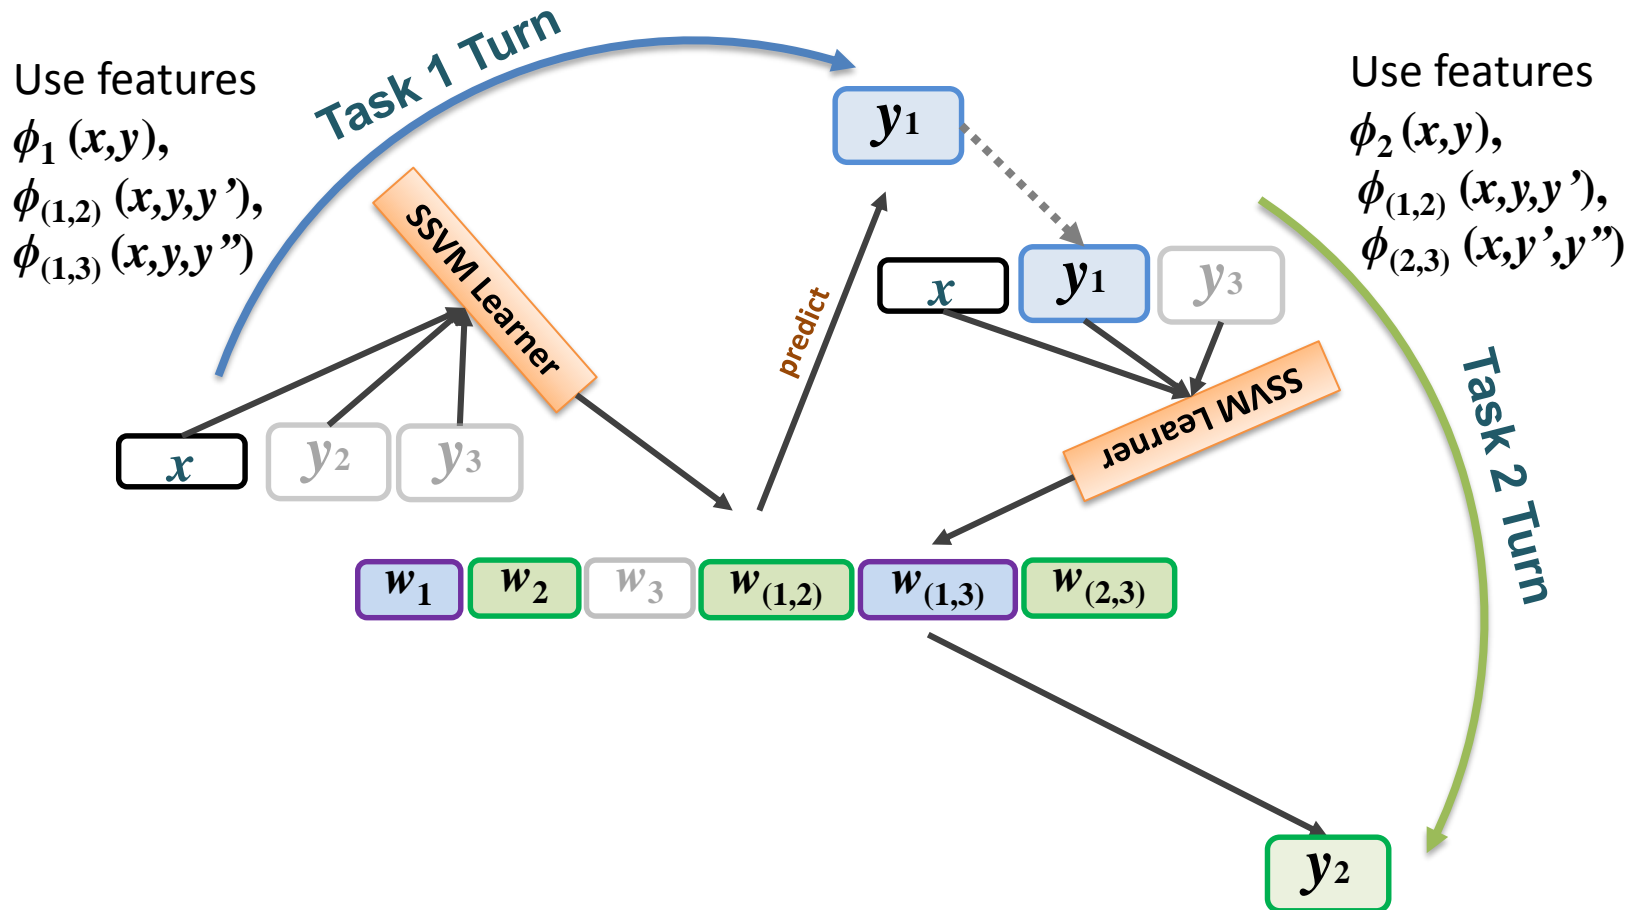 Use features
ϕ1 (x,y),
ϕ(1,2) (x,y,y’),
ϕ(1,3) (x,y,y”)
Task 1 Turn
SSVM Learner
x
y2
y3
predict
y1
Use features
ϕ2 (x,y),
ϕ(1,2) (x,y,y’),
ϕ(2,3) (x,y’,y”)
x
y1
y3
SSVM Learner
Task 2 Turn
w1 w2 w3 w(1,2) w(1,3) w(2,3)
y2